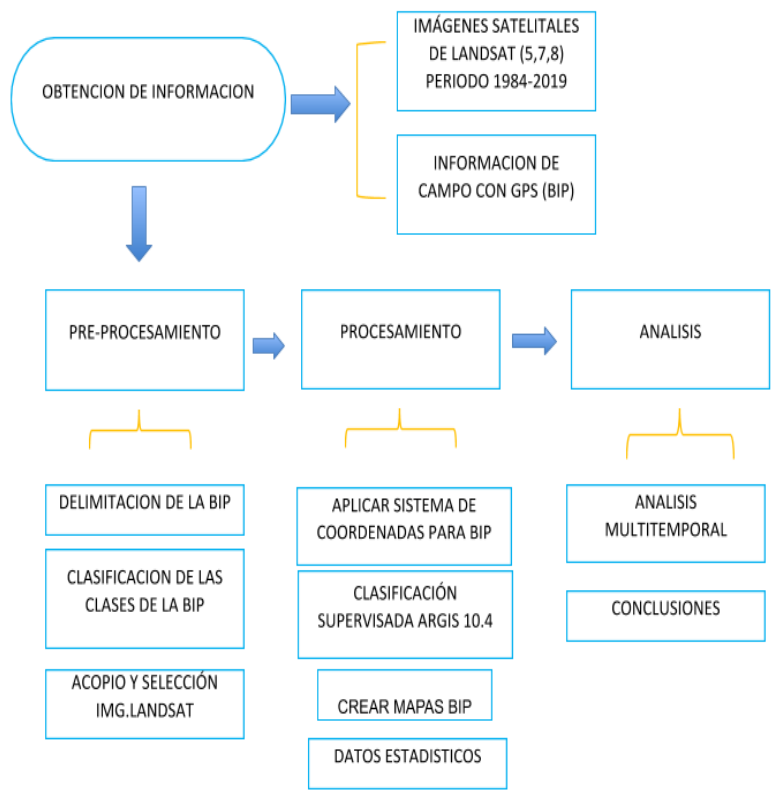 OBTENCION DE INFORMACION
IMÁGENES SATELITALES
DE LANDSAT (5,7,8)
PERIODO 1984-2019
INFORMACION DE
CAMPO CON GPS (BIP)
PRE-PROCESAMIENTO
PROCESAMIENTO
ANALISIS
DELIMITACION DE LA BIP
CLASIFICACION DE LAS
CLASES DE LA BIP
ACOPIO Y SELECCIÓN
IMG.LANDSAT
APLICAR SISTEMA DE
COORDENADAS PARA BIP
CLASIFICACIÓN
SUPERVISADA ARGIS 10.4
CREAR MAPAS BIP
DATOS ESTADISTICOS
ANALISIS
MULTITEMPORAL
CONCLUSIONES